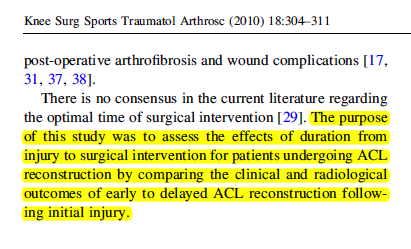 Knee Surg Sports Traumatol Arthrosc (2010) 18:304–311
post-operative arthrofibrosis and wound complications [17,
31, 37, 38].
There is no consensus in the current literature regarding
the optimal time of surgical intervention [29]. The purpose
of this study was to assess the effects of duration from
injury to surgical intervention for patients undergoing ACL
reconstruction by comparing the clinical and radiological
outcomes of early to delayed ACL reconstruction follow-
ing initial injury.